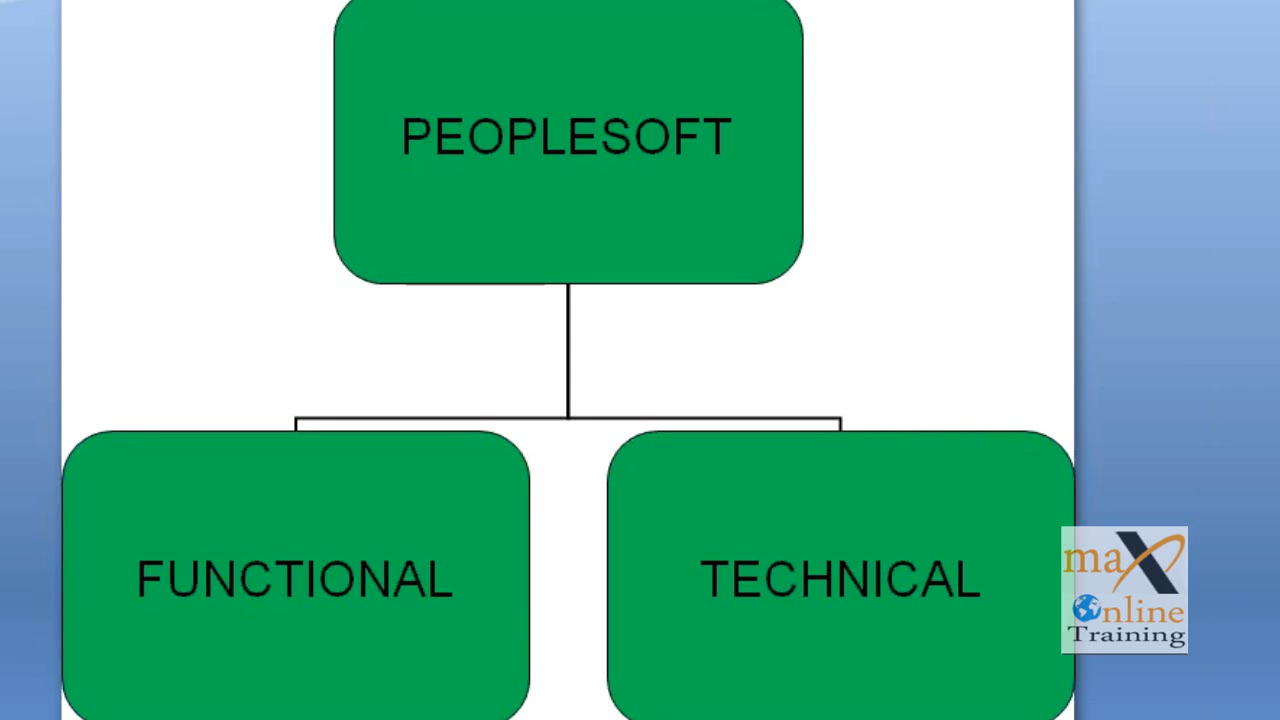 PEOPLESOFT
FUNCTIONAL
TECHNICAL
maX
Online
Training